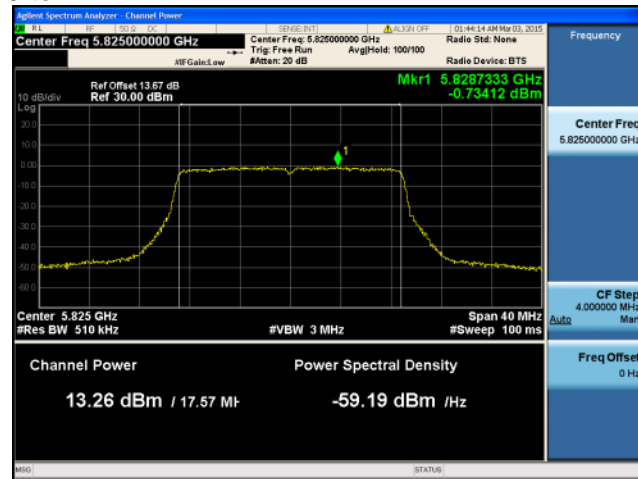 Agilent Spectrum Analyzer - Channel Power
RL RF 50 Ω DC SENSE:INT ALIGN OFF 01:44:14 AM Mar 03, 2015
Center Freq 5.825000000 GHz
Center Freq: 5.825000000 GHz
Radio Std: None
Trig: Free Run Avg|Hold: 100/100
#IFGain:Low #Atten: 20 dB Radio Device: BTS
Mkr1 5.8287333 GHz
-0.73412 dBm
Ref Offset 13.67 dB
10 dB/div Ref 30.00 dBm
Log
20.0
10.0
0.00
-10.0
-20.0
-30.0
-40.0
-50.0
-60.0
1
Center 5.825 GHz Span 40 MHz
#Res BW 510 kHz #VBW 3 MHz #Sweep 100 ms
Channel Power Power Spectral Density
13.26 dBm / 17.57 MH -59.19 dBm /Hz
MSG STATUS
Frequency
Center Freq
5.825000000 GHz
CF Step
4.000000 MHz
Auto Man
Freq Offset
0 Hz